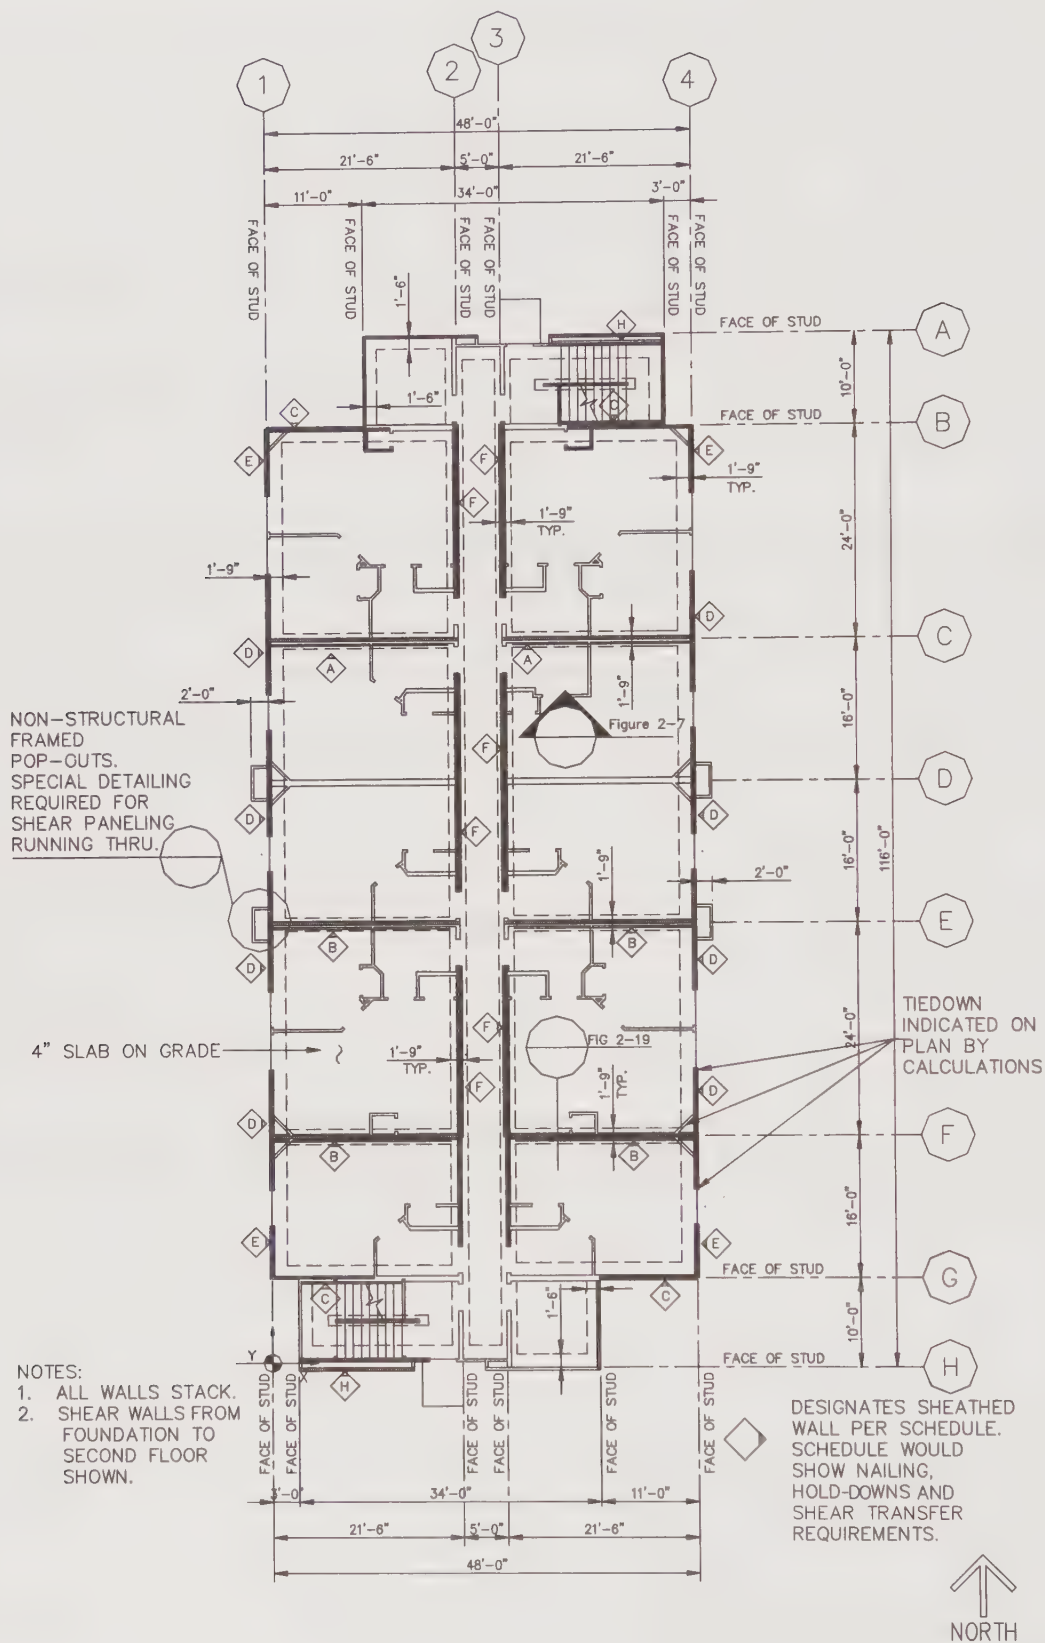 3
2
1
4
48'-0"
21'-6"
5'-0"
21'-6"
11'-0"
34'-0"
3'-0"
FACE OF STUD
FACE OF STUD
FACE OF STUD
FACE OF STUD
FACE OF STUD
FACE OF STUD
1'-6"
H
FACE OF STUD
A
10'-0"
1'-6"
C
FACE OF STUD
B
E
F
E
1'-9"
TYP.
F
1'-9"
TYP.
24'-0"
1'-9"
D
C
D
A
A
1'-9"
2'-0"
16'-0"
NON-STRUCTURAL
FRAMED
POP-OUTS.
SPECIAL DETAILING
REQUIRED FOR
SHEAR PANELING
RUNNING THRU.
Figure 2-7
F
D
D
F
D
16'-0"
116'-0"
1'-9"
2'-0"
E
B
B
D
D
TIEDOWN
INDICATED ON
PLAN BY
CALCULATIONS
F
24'-0"
4" SLAB ON GRADE
FIG 2-19
1'-9"
TYP.
1'-9"
TYP.
F
D
D
F
B
B
16'-0"
E
E
FACE OF STUD
G
C
C
1'-6"
10'-0"
Y
X
FACE OF STUD
H
H
NOTES:
1. ALL WALLS STACK.
2. SHEAR WALLS FROM
FOUNDATION TO
SECOND FLOOR
SHOWN.
FACE OF STUD
FACE OF STUD
FACE OF STUD
FACE OF STUD
FACE OF STUD
FACE OF STUD
DESIGNATES SHEATHED
WALL PER SCHEDULE.
SCHEDULE WOULD
SHOW NAILING,
HOLD-DOWNS AND
SHEAR TRANSFER
REQUIREMENTS.
3'-0"
34'-0"
11'-0"
21'-6"
5'-0"
21'-6"
48'-0"
NORTH